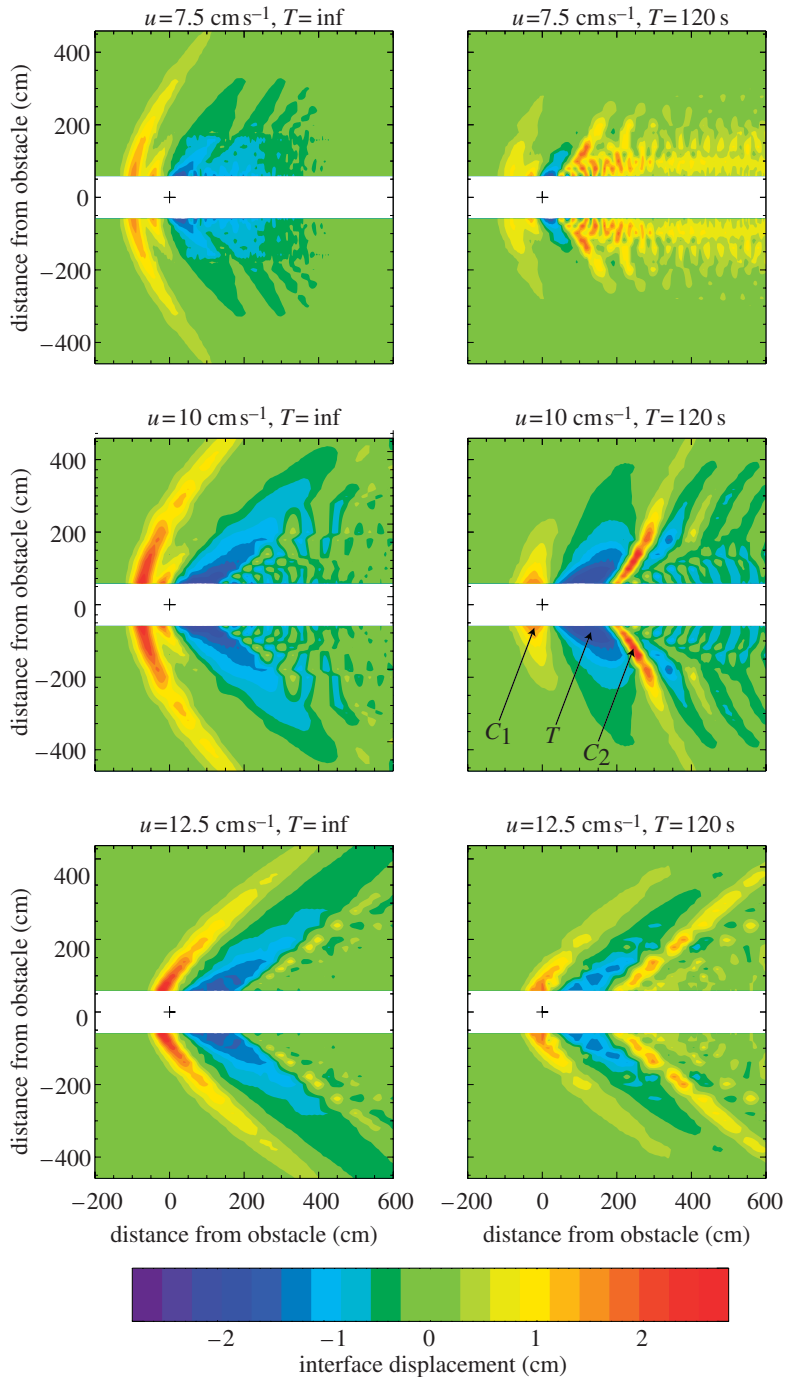 u=7.5 cm s⁻¹, T=inf
u=7.5 cm s⁻¹, T=120 s
400
200
0
−200
−400
distance from obstacle (cm)
u=10 cm s⁻¹, T=inf
u=10 cm s⁻¹, T=120 s
400
200
0
−200
−400
distance from obstacle (cm)
C1
T
C2
u=12.5 cm s⁻¹, T=inf
u=12.5 cm s⁻¹, T=120 s
400
200
0
−200
−400
distance from obstacle (cm)
−200 0 200 400 600
−200 0 200 400 600
distance from obstacle (cm)
distance from obstacle (cm)
−2 −1 0 1 2
interface displacement (cm)